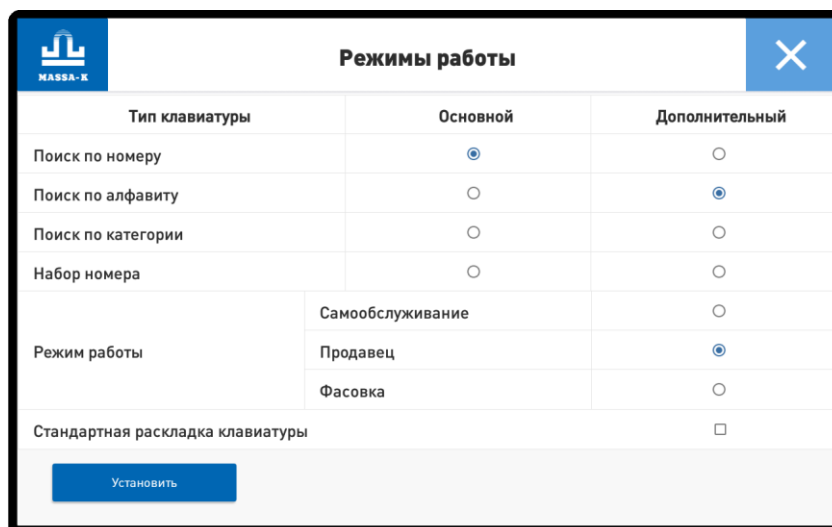 MASSA-K
Режимы работы
Тип клавиатуры Основной Дополнительный
Поиск по номеру
Поиск по алфавиту
Поиск по категории
Набор номера
Самообслуживание
Режим работы Продавец
Фасовка
Стандартная раскладка клавиатуры
Установить